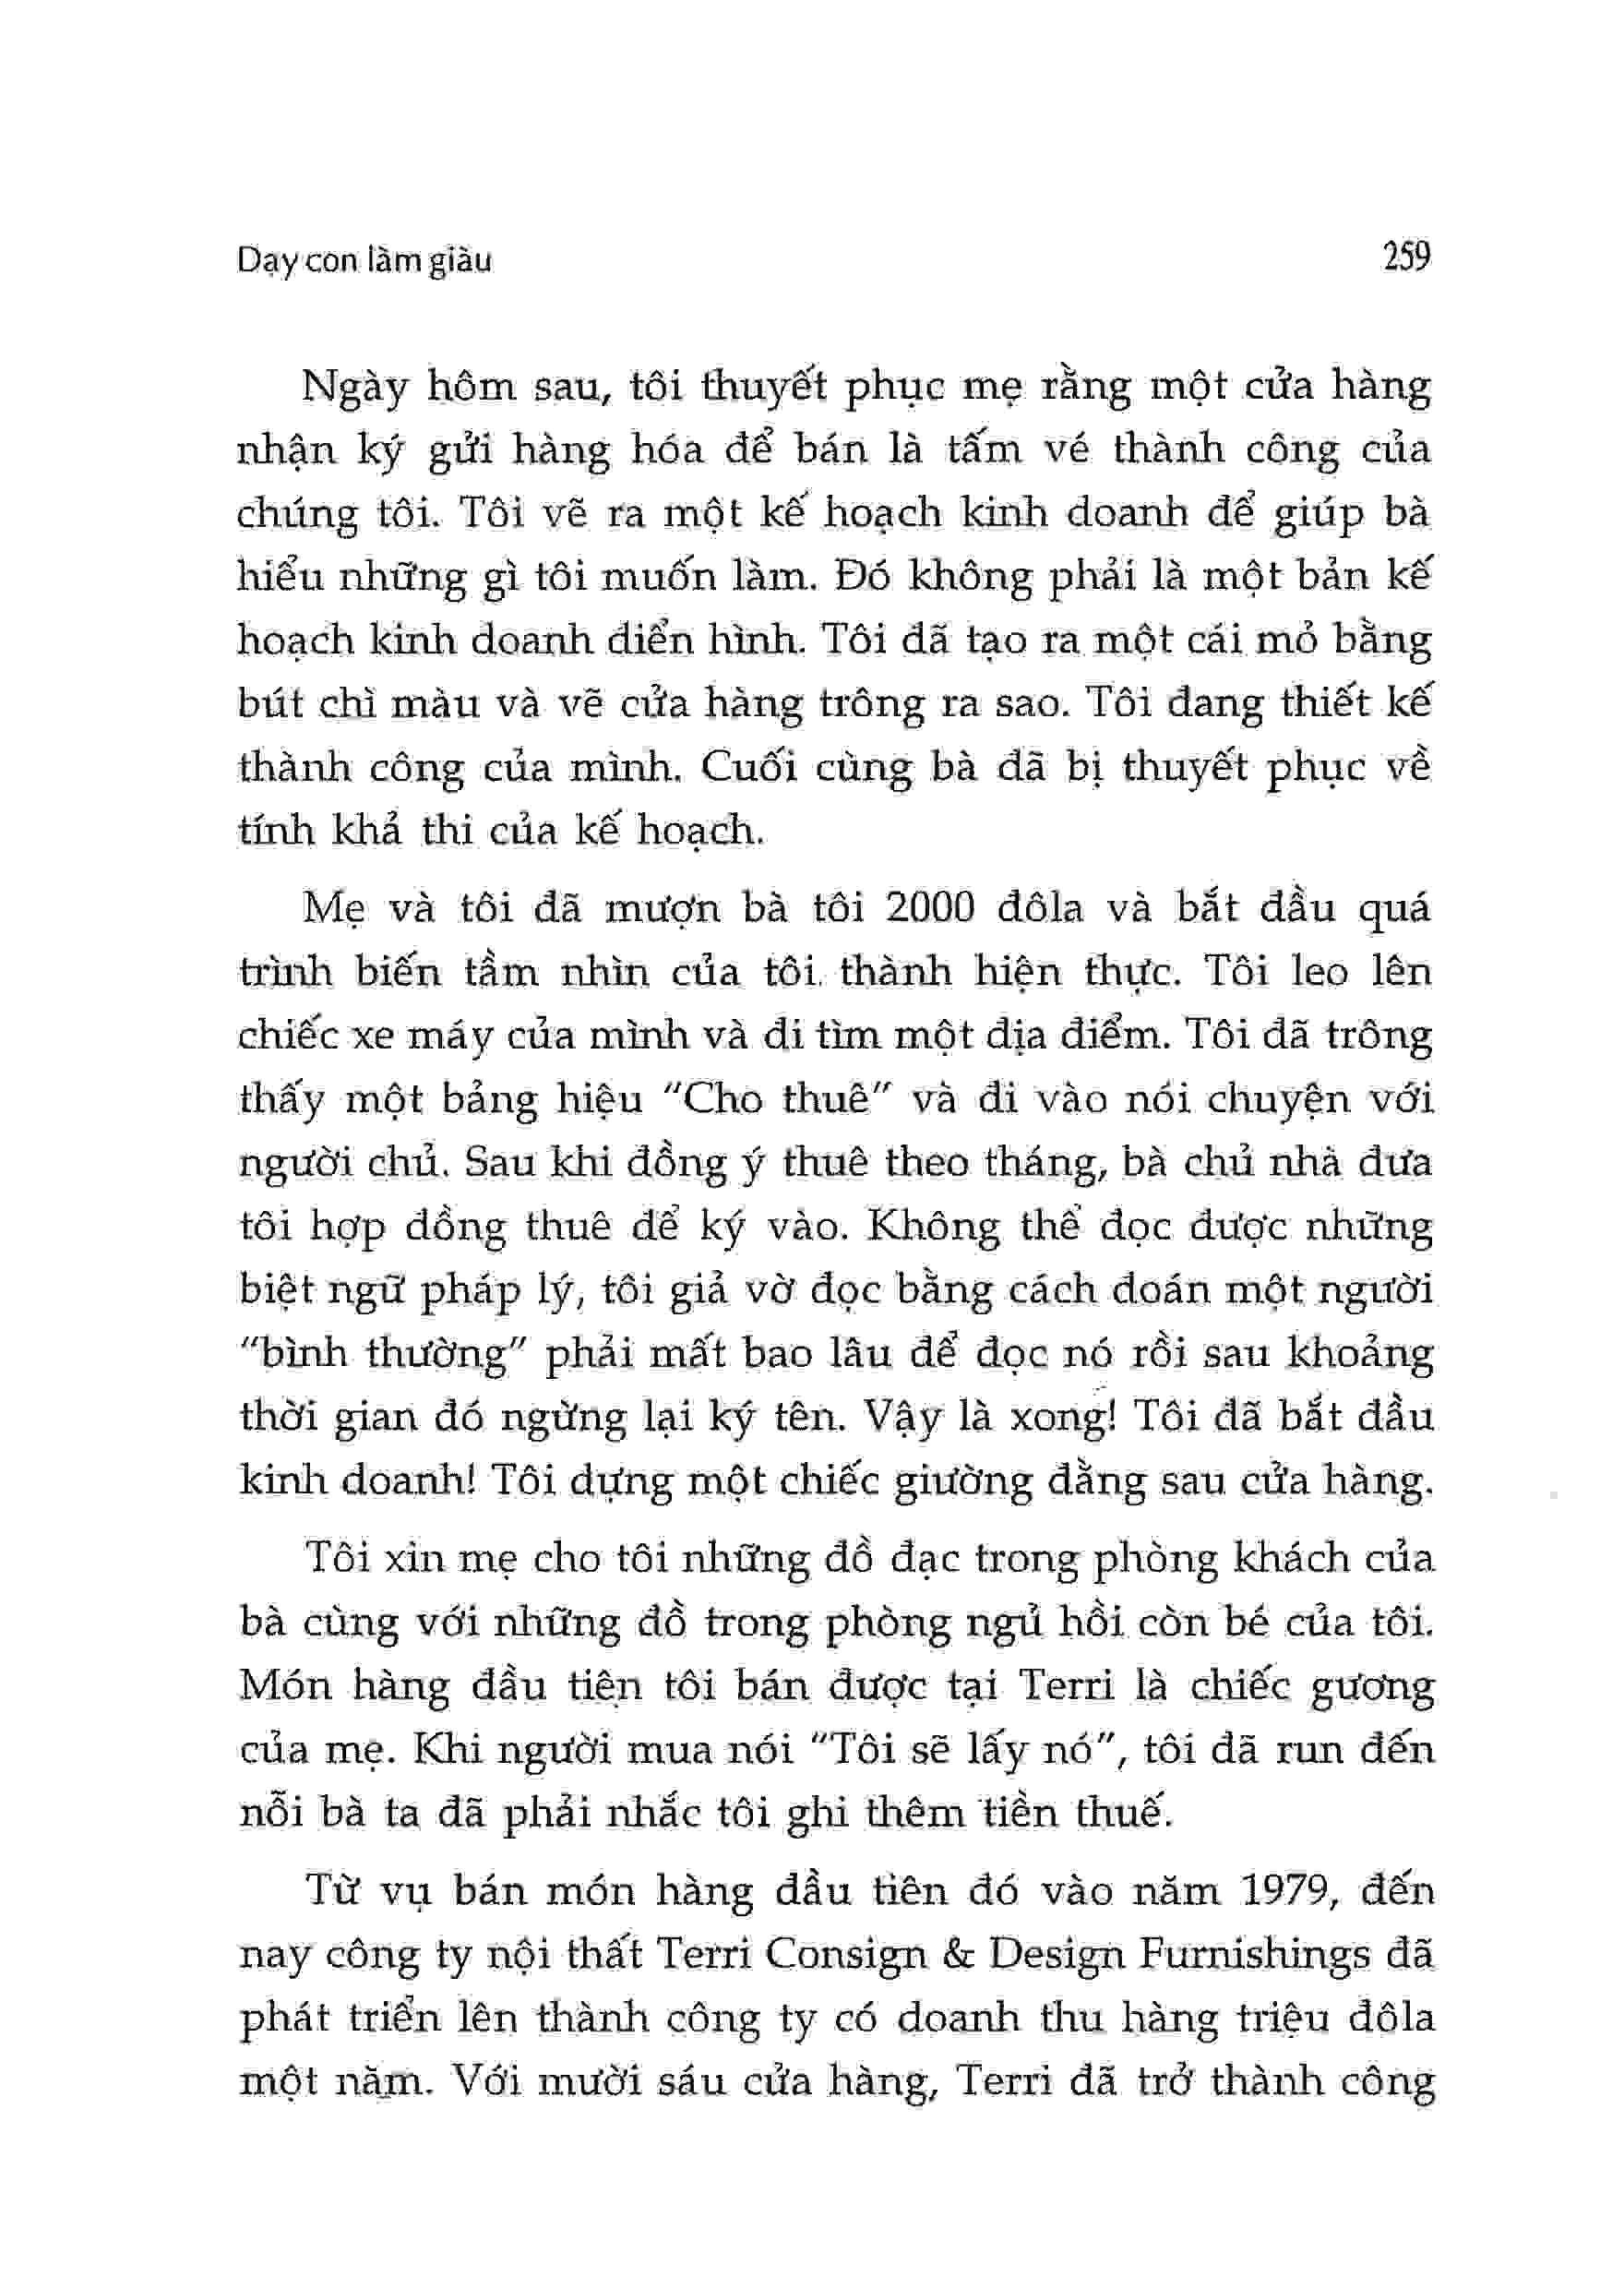 Dạy con làm giàu 259
Ngày hôm sau, tôi thuyết phục mẹ rằng một cửa hàng
nhận ký gửi hàng hóa để bán là tấm vé thành công của
chúng tôi. Tôi vẽ ra một kế hoạch kinh doanh để giúp bà
hiểu những gì tôi muốn làm. Đó không phải là một bản kế
hoạch kinh doanh điển hình. Tôi đã tạo ra một cái mỏ bằng
bút chì màu và vẽ cửa hàng trông ra sao. Tôi đang thiết kế
thành công của mình. Cuối cùng bà đã bị thuyết phục về
tính khả thi của kế hoạch.
Mẹ và tôi đã mượn bà tôi 2000 đôla và bắt đầu quá
trình biến tầm nhìn của tôi thành hiện thực. Tôi leo lên
chiếc xe máy của mình và đi tìm một địa điểm. Tôi đã trông
thấy một bảng hiệu "Cho thuê" và đi vào nói chuyện với
người chủ. Sau khi đồng ý thuê theo tháng, bà chủ nhà đưa
tôi hợp đồng thuê để ký vào. Không thể đọc được những
biệt ngữ pháp lý, tôi giả vờ đọc bằng cách đoán một người
"bình thường" phải mất bao lâu để đọc nó rồi sau khoảng
thời gian đó ngừng lại ký tên. Vậy là xong! Tôi đã bắt đầu
kinh doanh! Tôi dựng một chiếc giường đằng sau cửa hàng.
Tôi xin mẹ cho tôi những đồ đạc trong phòng khách của
bà cùng với những đồ trong phòng ngủ hồi còn bé của tôi.
Món hàng đầu tiện tôi bán được tại Terri là chiếc gương
của mẹ. Khi người mua nói "Tôi sẽ lấy nó", tôi đã run đến
nỗi bà ta đã phải nhắc tôi ghi thêm tiền thuế.
Từ vụ bán món hàng đầu tiên đó vào năm 1979, đến
nay công ty nội thất Terri Consign & Design Furnishings đã
phát triển lên thành công ty có doanh thu hàng triệu đôla
một năm. Với mười sáu cửa hàng, Terri đã trở thành công